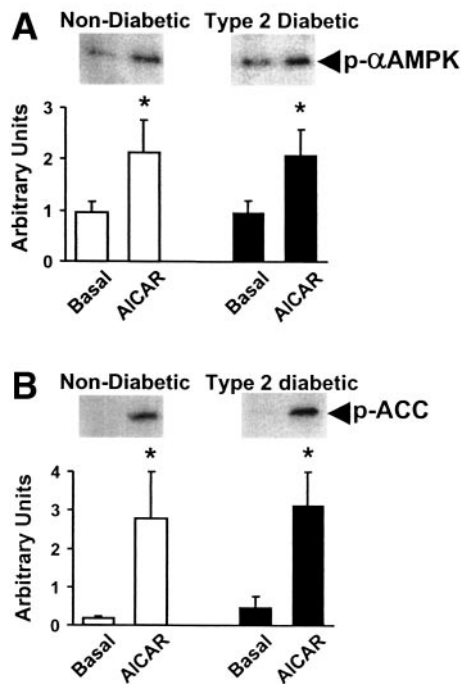 A
Non-Diabetic Type 2 Diabetic
p-αAMPK
* *
Arbitrary Units
3
2
1
0
Basal AICAR Basal AICAR
B
Non-Diabetic Type 2 diabetic
p-ACC
* *
Arbitrary Units
4
3
2
1
0
Basal AICAR Basal AICAR